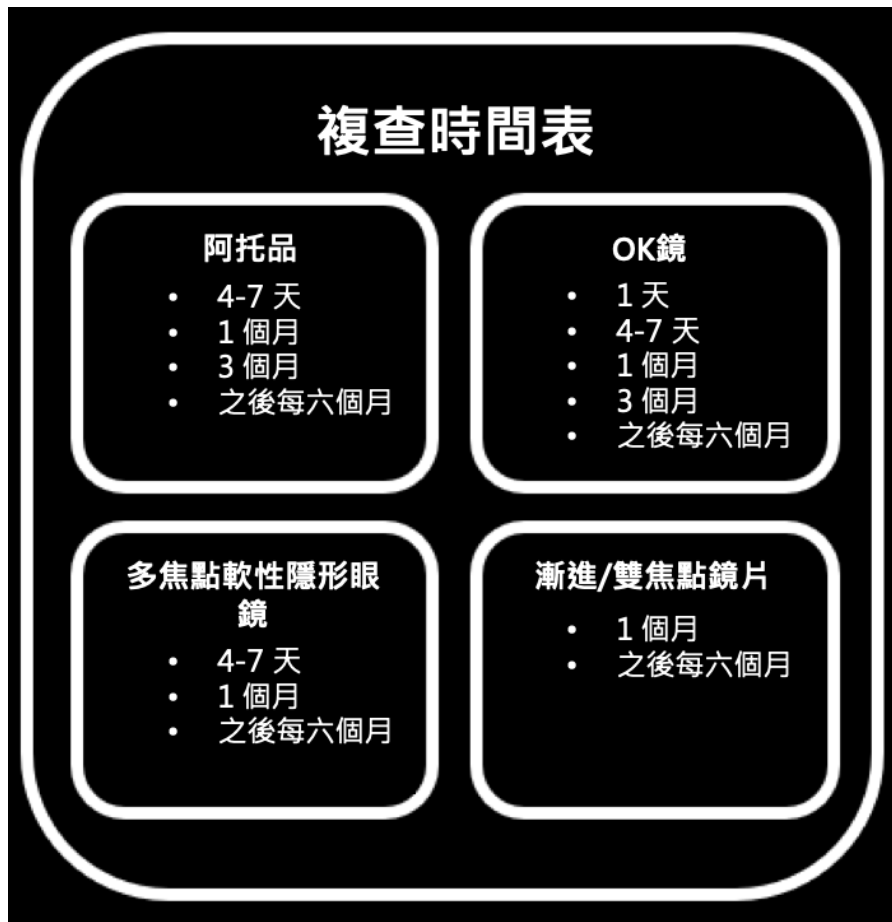 複查時間表
阿托品
• 4-7 天
• 1 個月
• 3 個月
• 之後每六個月
OK鏡
• 1 天
• 4-7 天
• 1 個月
• 3 個月
• 之後每六個月
多焦點軟性隱形眼
鏡
• 4-7 天
• 1 個月
• 之後每六個月
漸進/雙焦點鏡片
• 1 個月
• 之後每六個月